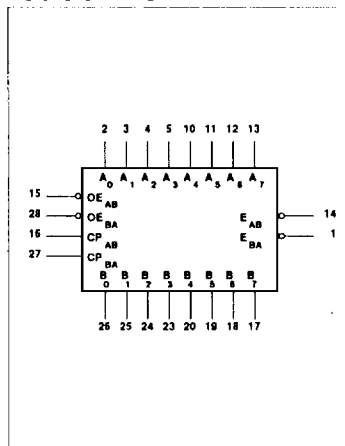 2 3 4 5 10 11 12 13
A0 A1 A2 A3 A4 A5 A6 A7
15 OEAB
28 OEBA EAB 14
16 CPAB EBA 1
27 CPBA
B0 B1 B2 B3 B4 B5 B6 B7
26 25 24 23 20 19 18 17